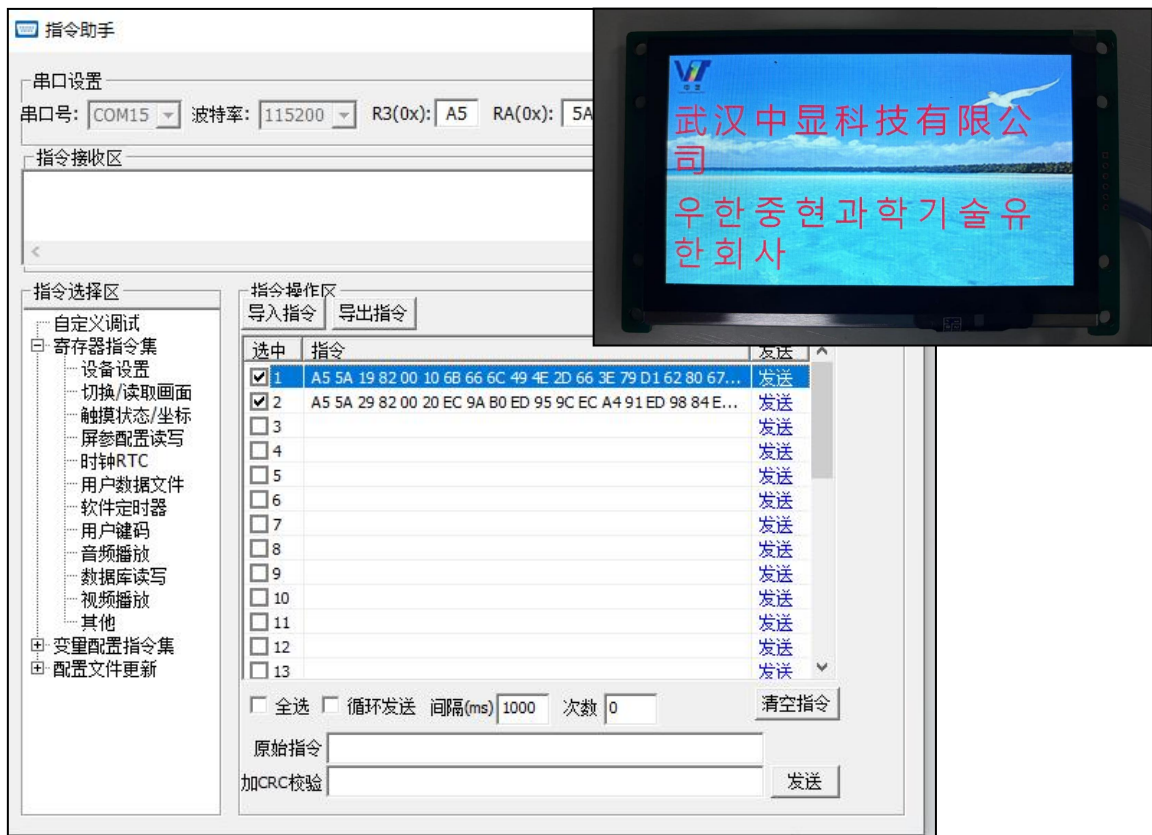 指令助手
串口设置
串口号: COM15 波特率: 115200 R3(0x): A5 RA(0x): 5A
指令接收区
中显
武汉中显科技有限公
司
우한중현과학기술유
한회사
指令选择区
自定义调试
寄存器指令集
设备设置
切换/读取画面
触摸状态/坐标
屏参配置读写
时钟RTC
用户数据文件
软件定时器
用户键码
音频播放
数据库读写
视频播放
其他
变量配置指令集
配置文件更新
指令操作区
导入指令 导出指令
选中 指令 发送
1 A5 5A 19 82 00 10 6B 66 6C 49 4E 2D 66 3E 79 D1 62 80 67... 发送
2 A5 5A 29 82 00 20 EC 9A B0 ED 95 9C EC A4 91 ED 98 84 E... 发送
3 发送
4 发送
5 发送
6 发送
7 发送
8 发送
9 发送
10 发送
11 发送
12 发送
13 发送
全选 循环发送 间隔(ms) 1000 次数 0 清空指令
原始指令
加CRC校验 发送